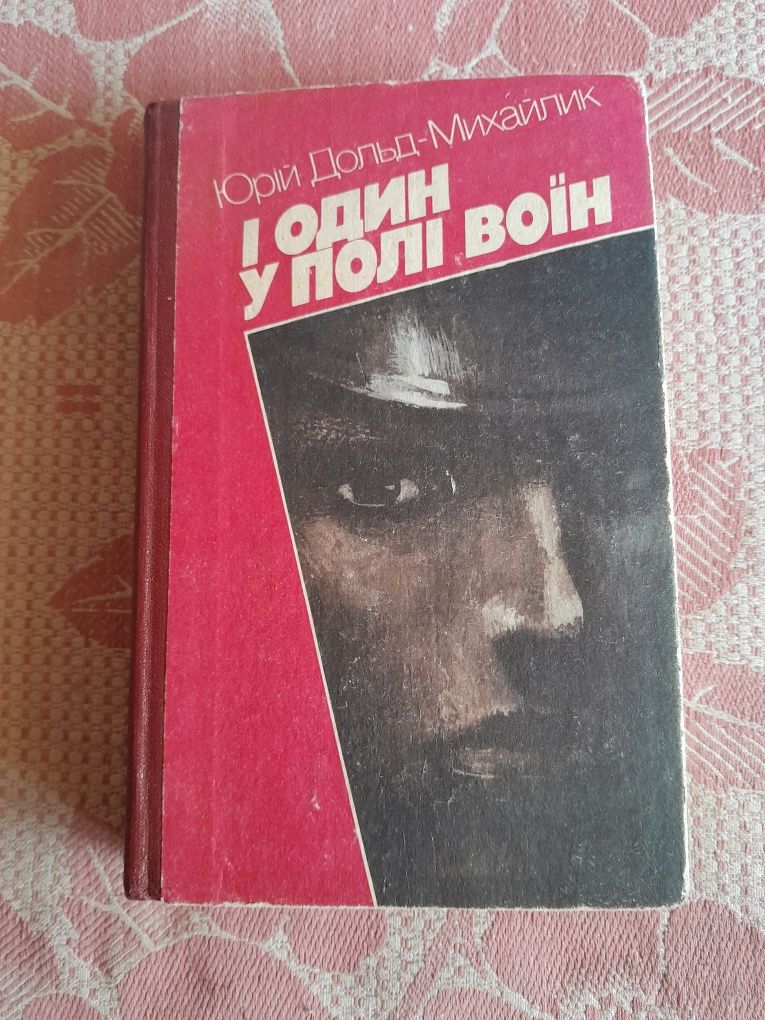 Юрій Дольд-Михайлик
І ОДИН
У ПОЛІ ВОЇН